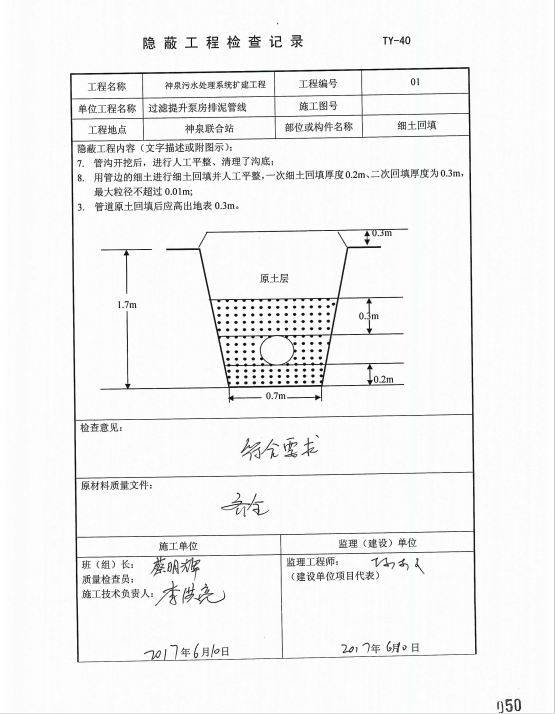 隐蔽工程检查记录 TY-40
工程名称 神泉污水处理系统扩建工程 工程编号 01
单位工程名称 过滤提升泵房排泥管线 施工图号
工程地点 神泉联合站 部位或构件名称 细土回填
隐蔽工程内容（文字描述或附图示）：
7. 管沟开挖后，进行人工平整、清理了沟底；
8. 用管边的细土进行细土回填并人工平整，一次细土回填厚度0.2m、二次回填厚度为0.3m，
最大粒径不超过0.01m；
3. 管道原土回填后应高出地表0.3m。
0.3m
原土层
1.7m
0.3m
0.2m
0.7m
检查意见：
符合要求
原材料质量文件：
齐全
施工单位 监理（建设）单位
班（组）长： 蔡明辉 监理工程师：
质量检查员： （建设单位项目代表）
施工技术负责人： 李洪亮
2017年6月10日 2017年6月10日
050